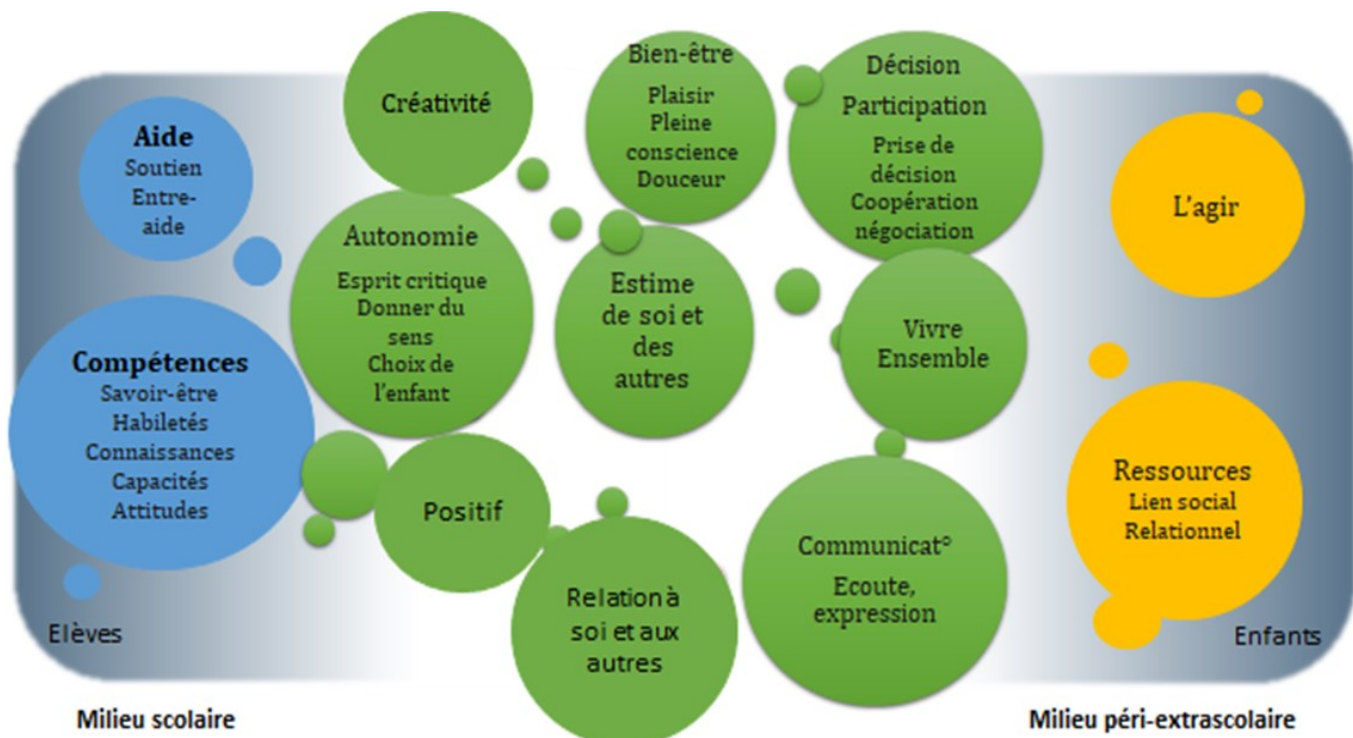 Aide
Soutien
Entre-
aide
Compétences
Savoir-être
Habiletés
Connaissances
Capacités
Attitudes
Elèves
Milieu scolaire
Créativité
Autonomie
Esprit critique
Donner du
sens
Choix de
l'enfant
Positif
Bien-être
Plaisir
Pleine
conscience
Douceur
Estime
de soi et
des
autres
Relation à
soi et aux
autres
Décision
Participation
Prise de
décision
Coopération
négociation
Vivre
Ensemble
Communicat°
Ecoute,
expression
L'agir
Ressources
Lien social
Relationnel
Enfants
Milieu péri-extrascolaire